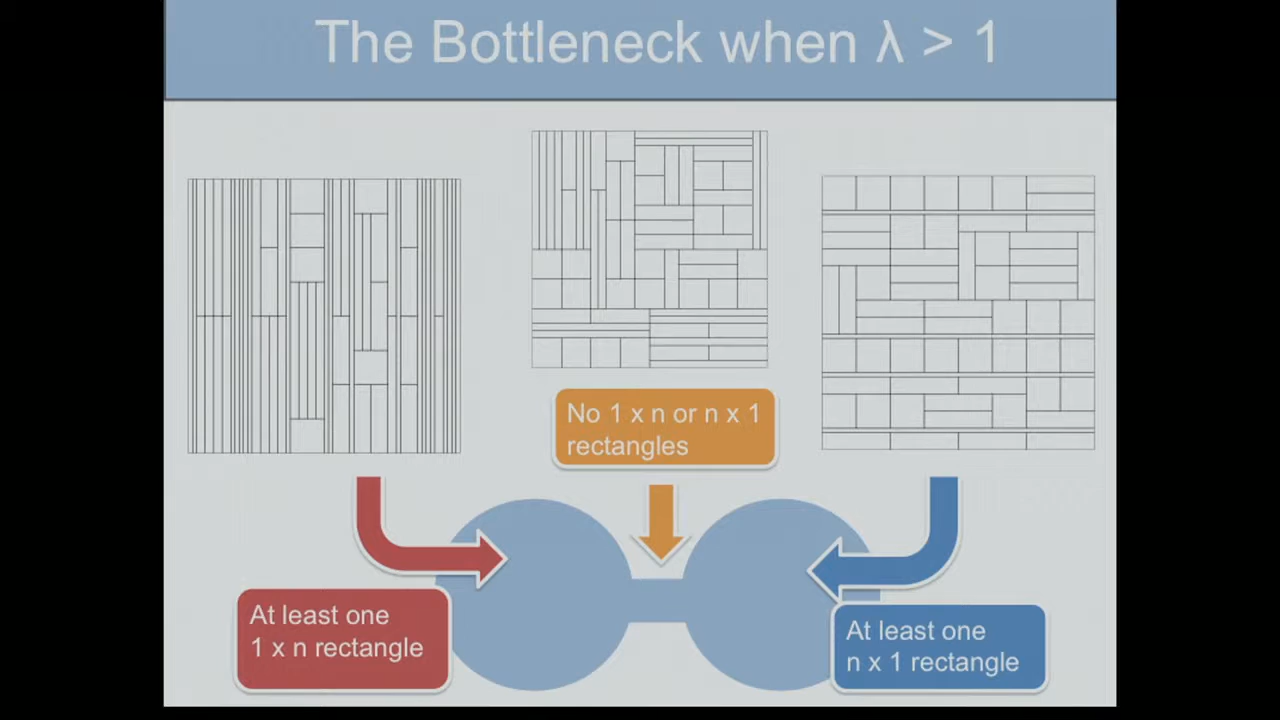 The Bottleneck when λ > 1
No 1 x n or n x 1
rectangles
At least one
1 x n rectangle
At least one
n x 1 rectangle